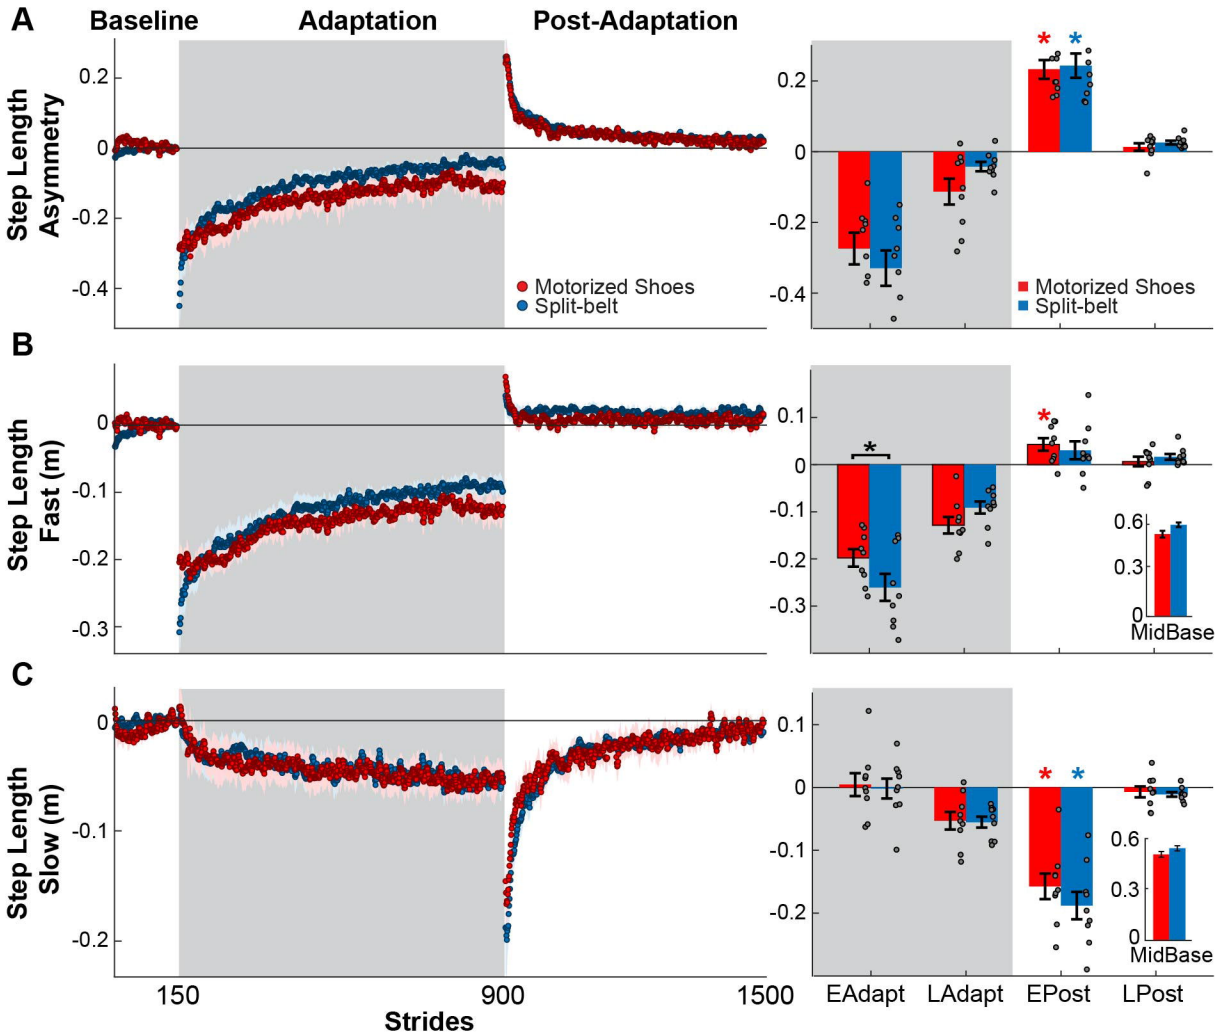 A
Baseline
Adaptation
Post-Adaptation
Step Length
Asymmetry
0.2
0
-0.2
-0.4
Motorized Shoes
Split-belt
0.2
0
-0.2
-0.4
* *
Motorized Shoes
Split-belt
B
Step Length
Fast (m)
0
-0.1
-0.2
-0.3
0.1
0
-0.1
-0.2
-0.3
*
*
0.6
0.3
0
MidBase
C
Step Length
Slow (m)
0
-0.1
-0.2
0.1
0
-0.1
-0.2
* *
0.6
0.3
0
MidBase
150
900
1500
Strides
EAdapt
LAdapt
EPost
LPost